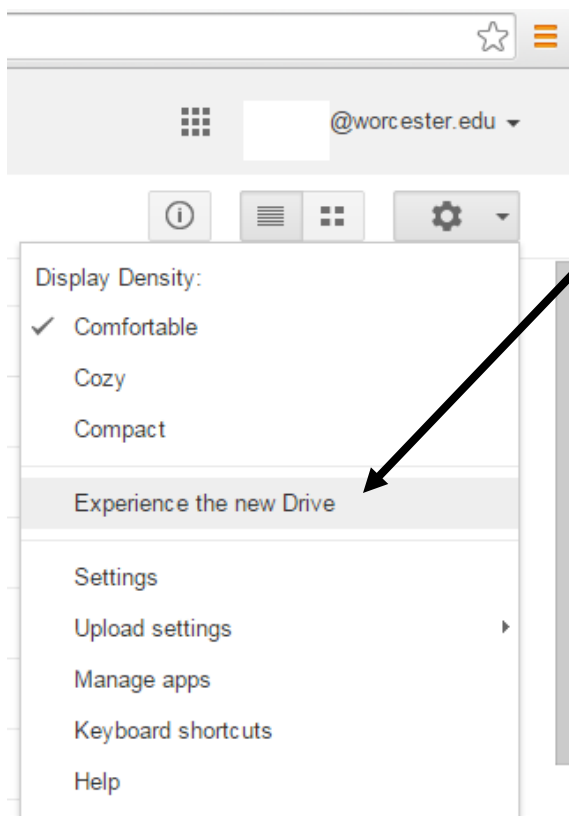 @worcester.edu
Display Density:
Comfortable
Cozy
Compact
Experience the new Drive
Settings
Upload settings
Manage apps
Keyboard shortcuts
Help